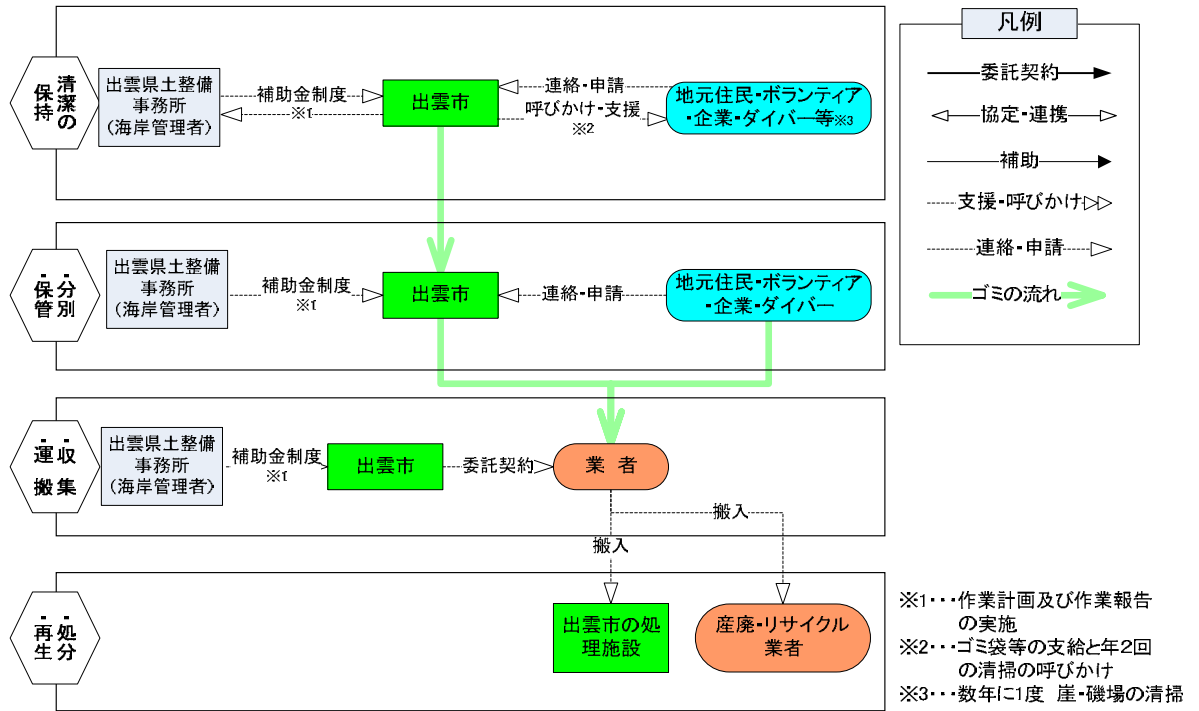 清潔の
保持
出雲県土整備
事務所
(海岸管理者)
補助金制度
※1
出雲市
連絡・申請
呼びかけ・支援
※2
地元住民・ボランティア
・企業・ダイバー等※3
分別
・保管
出雲県土整備
事務所
(海岸管理者)
補助金制度
※1
出雲市
連絡・申請
地元住民・ボランティア
・企業・ダイバー
収集
・運搬
出雲県土整備
事務所
(海岸管理者)
補助金制度
※1
出雲市
委託契約
業 者
搬入
搬入
処分
・再生
出雲市の処
理施設
産廃・リサイクル
業者
凡例
委託契約
協定・連携
補助
支援・呼びかけ
連絡・申請
ゴミの流れ
※1・・・作業計画及び作業報告
の実施
※2・・・ゴミ袋等の支給と年2回
の清掃の呼びかけ
※3・・・数年に1度 崖・磯場の清掃